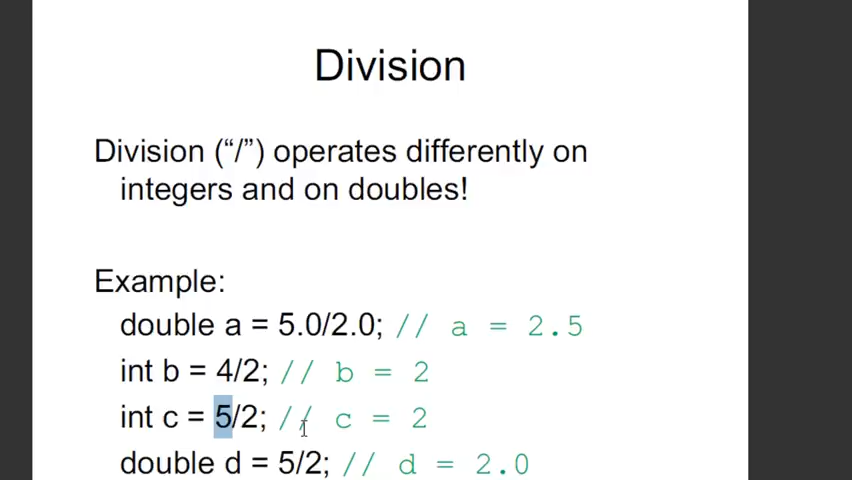 Division
Division (“/”) operates differently on
integers and on doubles!
Example:
double a = 5.0/2.0; // a = 2.5
int b = 4/2; // b = 2
int c = 5/2; // c = 2
double d = 5/2; // d = 2.0